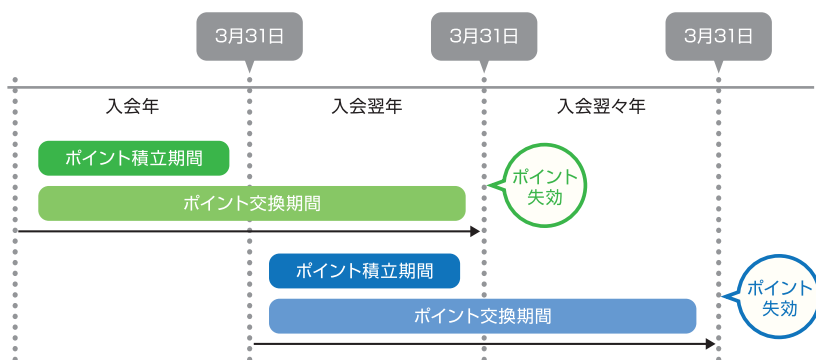 3月31日
3月31日
3月31日
入会年
入会翌年
入会翌々年
ポイント積立期間
ポイント交換期間
ポイント
失効
ポイント積立期間
ポイント交換期間
ポイント
失効